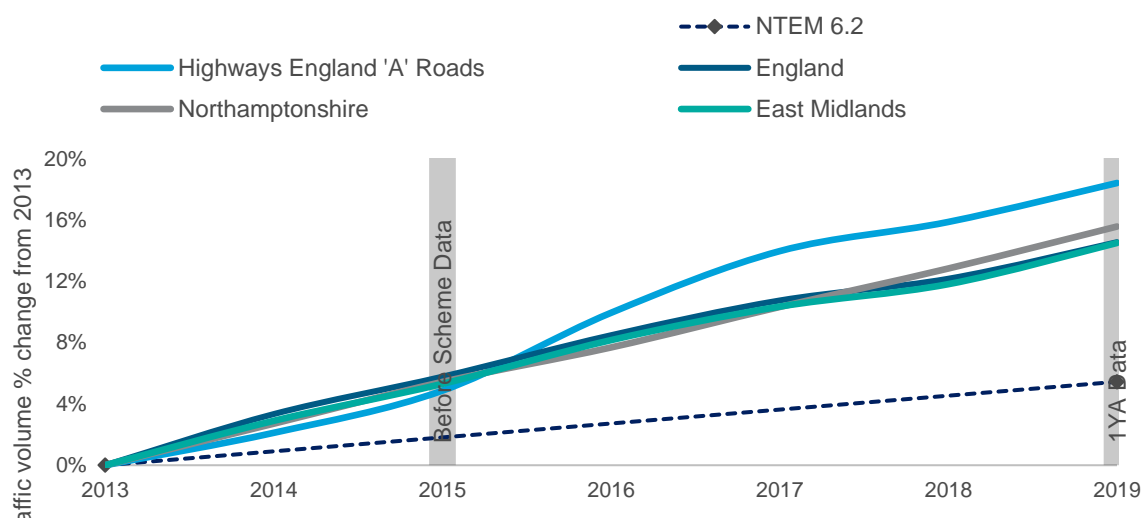 NTEM 6.2
Highways England 'A' Roads
England
Northamptonshire
East Midlands
20%
16%
12%
8%
4%
0%
volume % change from 2013
Before Scheme Data
1YA Data
2013 2014 2015 2016 2017 2018 2019